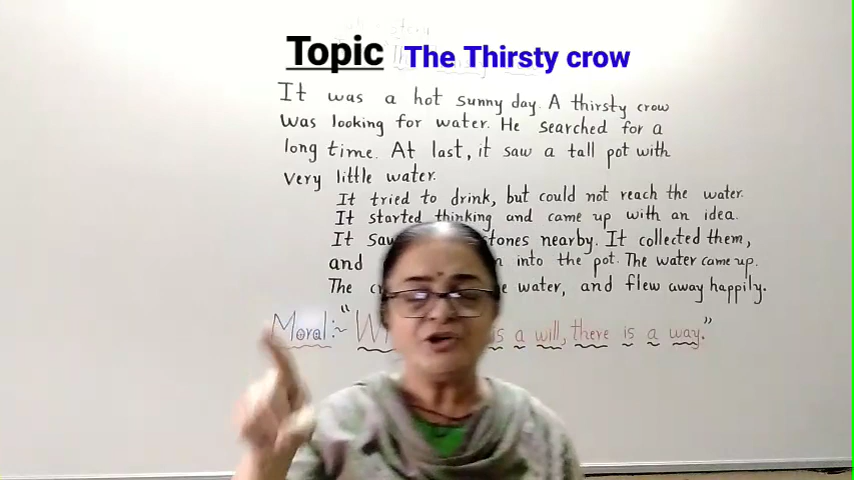 Topic The Thirsty crow
It was a hot sunny day. A thirsty crow
was looking for water. He searched for a
long time. At last, it saw a tall pot with
very little water.
It tried to drink, but could not reach the water.
It started thinking and came up with an idea.
It saw stones nearby. It collected them,
and into the pot. The water came up.
The water, and flew away happily.
Moral:- " is a will, there is a way."